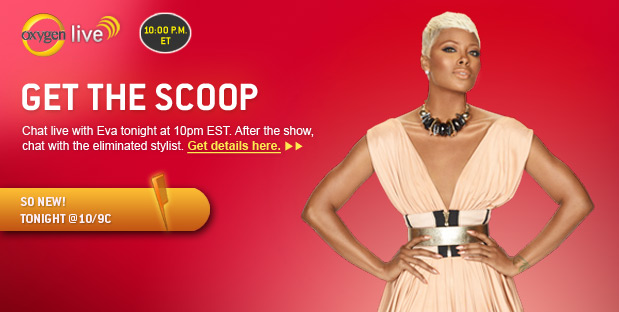 oxygen live
10:00 P.M.
ET
GET THE SCOOP
Chat live with Eva tonight at 10pm EST. After the show,
chat with the eliminated stylist. Get details here.
SO NEW!
TONIGHT @10/9C